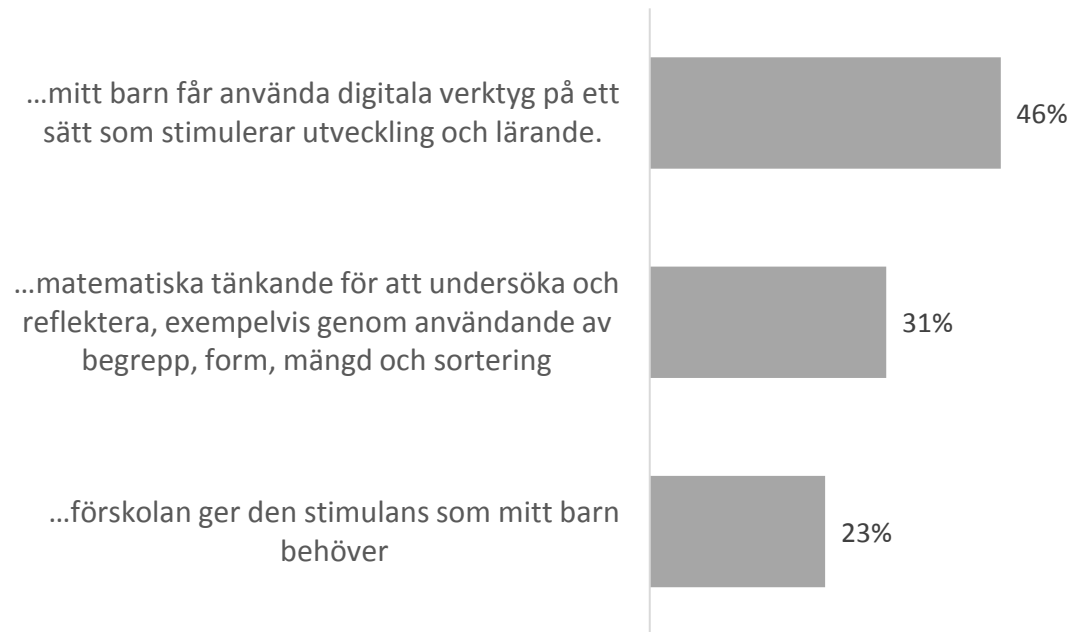 ...mitt barn får använda digitala verktyg på ett
sätt som stimulerar utveckling och lärande.
46%
...matematiska tänkande för att undersöka och
reflektera, exempelvis genom användande av
begrepp, form, mängd och sortering
31%
...förskolan ger den stimulans som mitt barn
behöver
23%